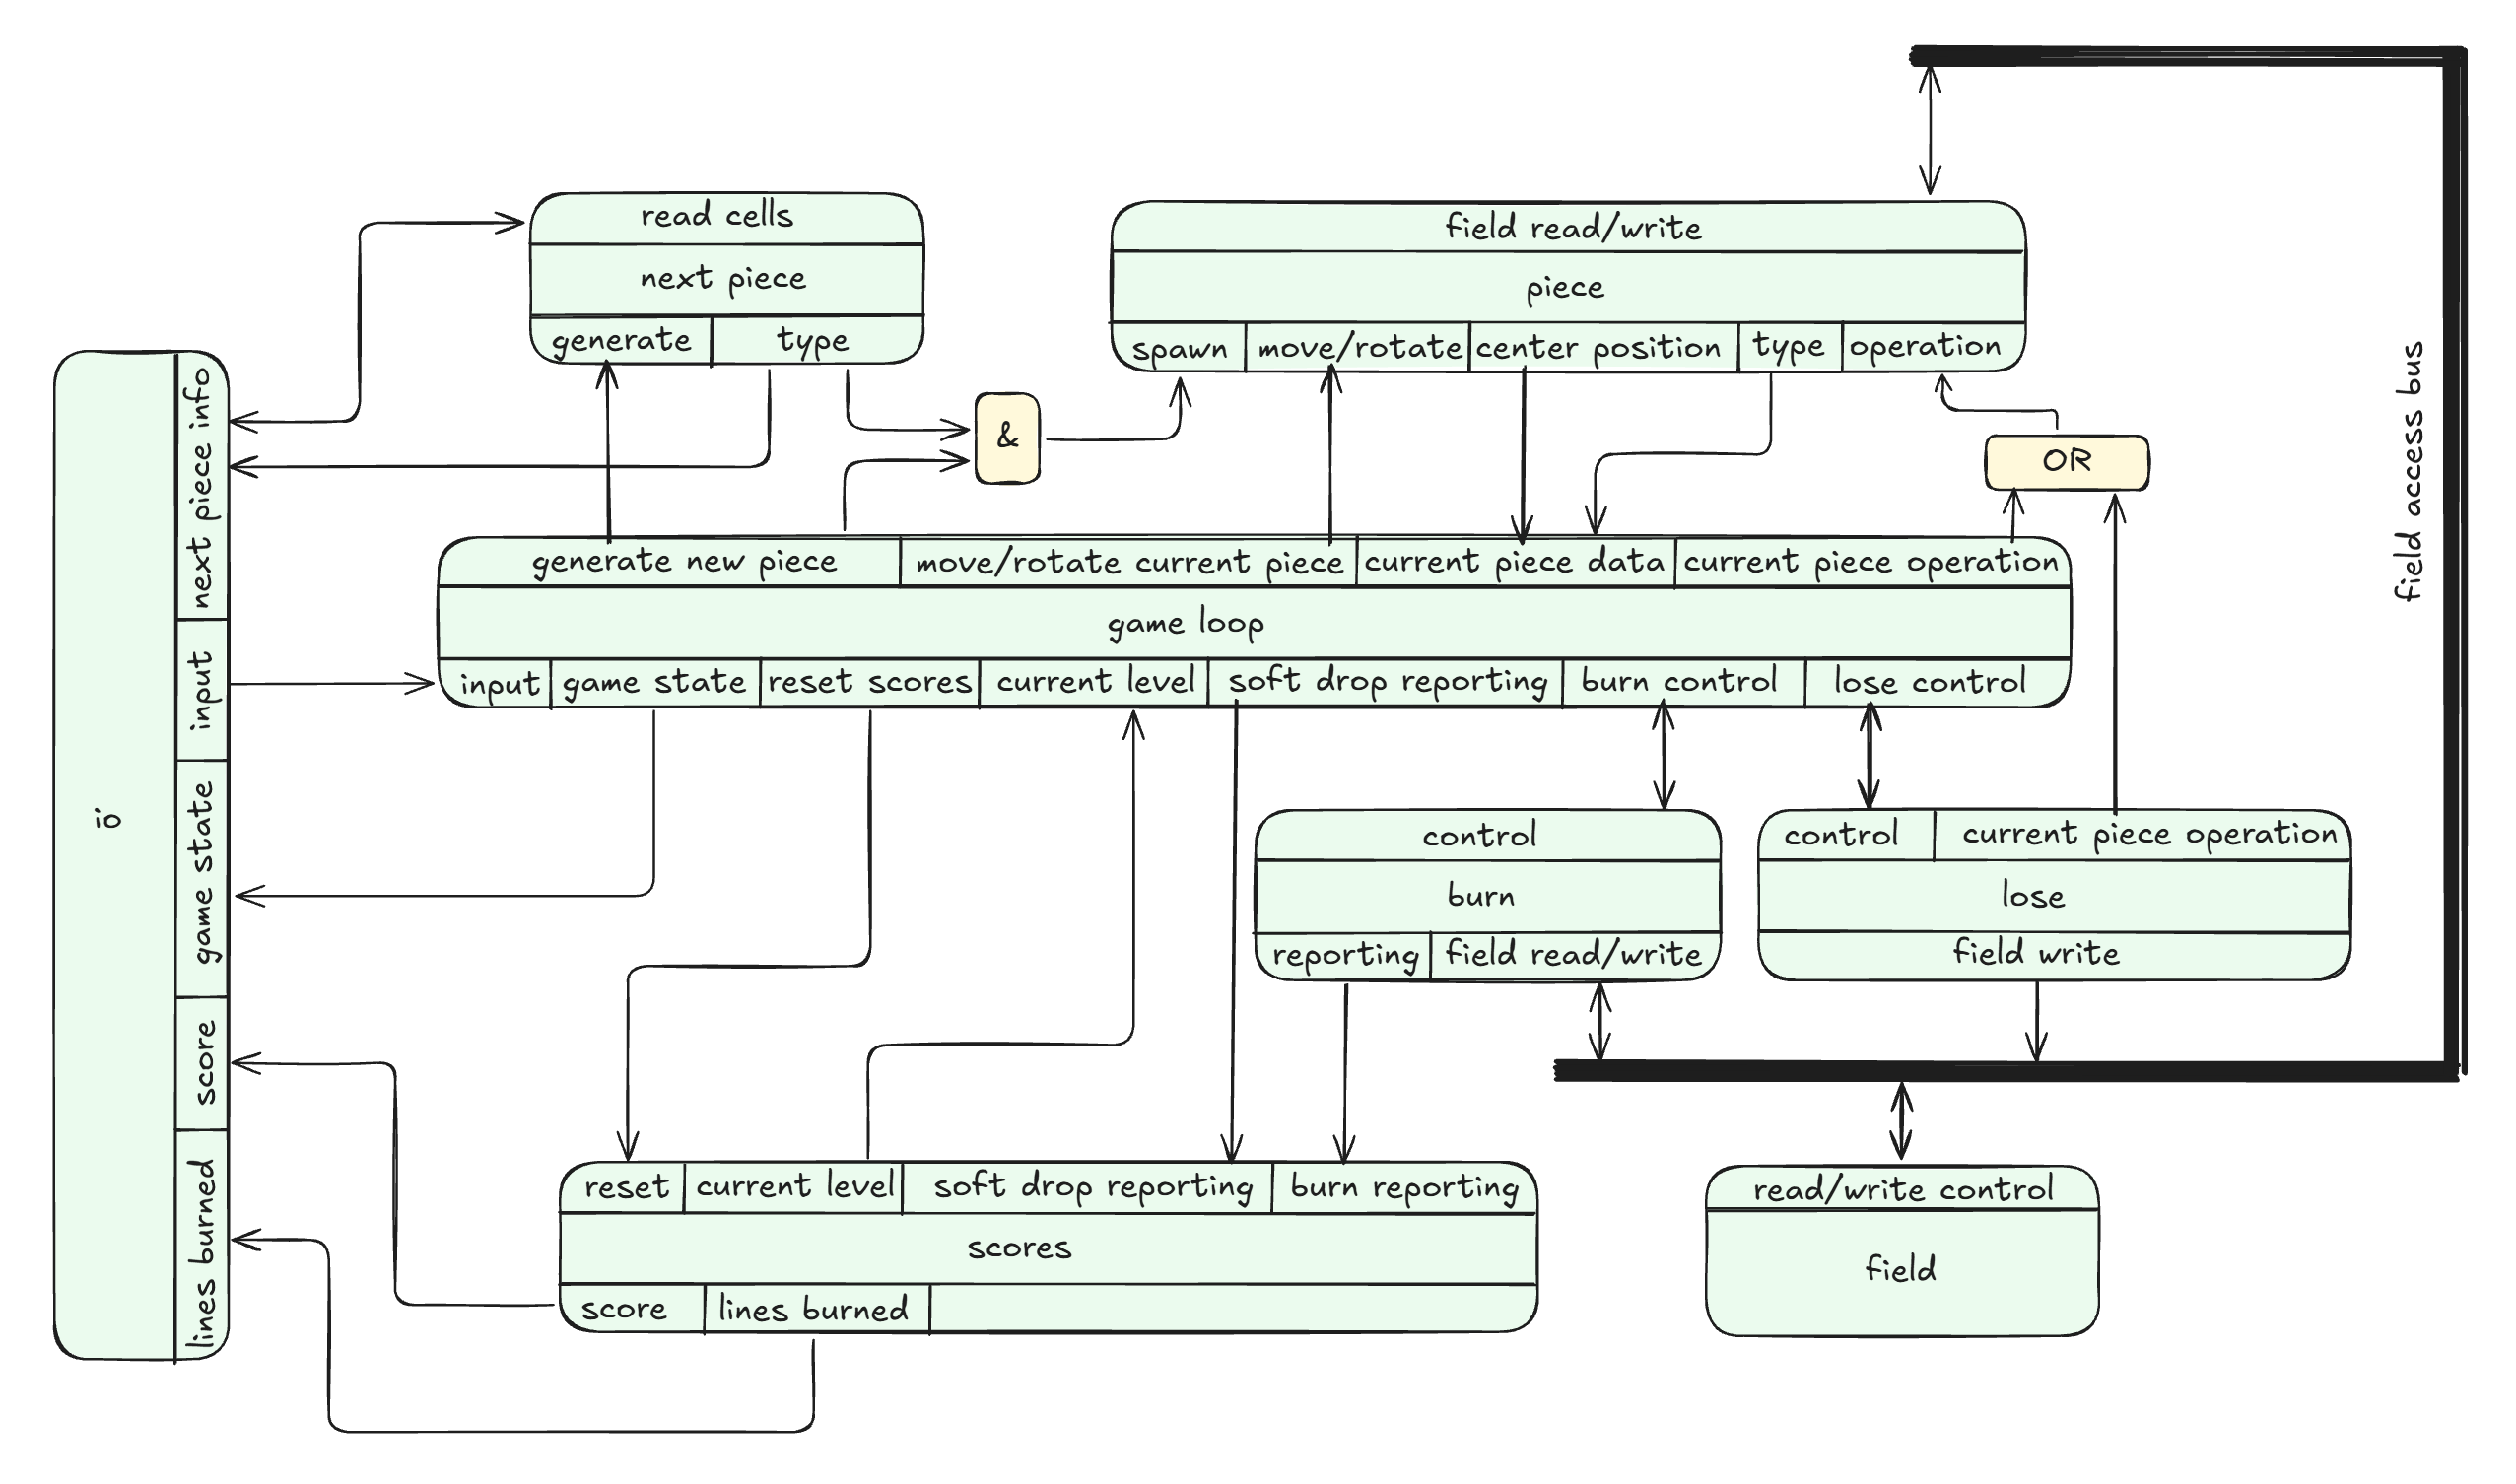 read cells
next piece
generate
type
field read/write
piece
spawn
move/rotate
center position
type
operation
&
OR
field access bus
io
next piece info
input
game state
score
lines burned
generate new piece
move/rotate current piece
current piece data
current piece operation
game loop
input
game state
reset scores
current level
soft drop reporting
burn control
lose control
control
burn
reporting
field read/write
control
current piece operation
lose
field write
reset
current level
soft drop reporting
burn reporting
scores
score
lines burned
read/write control
field